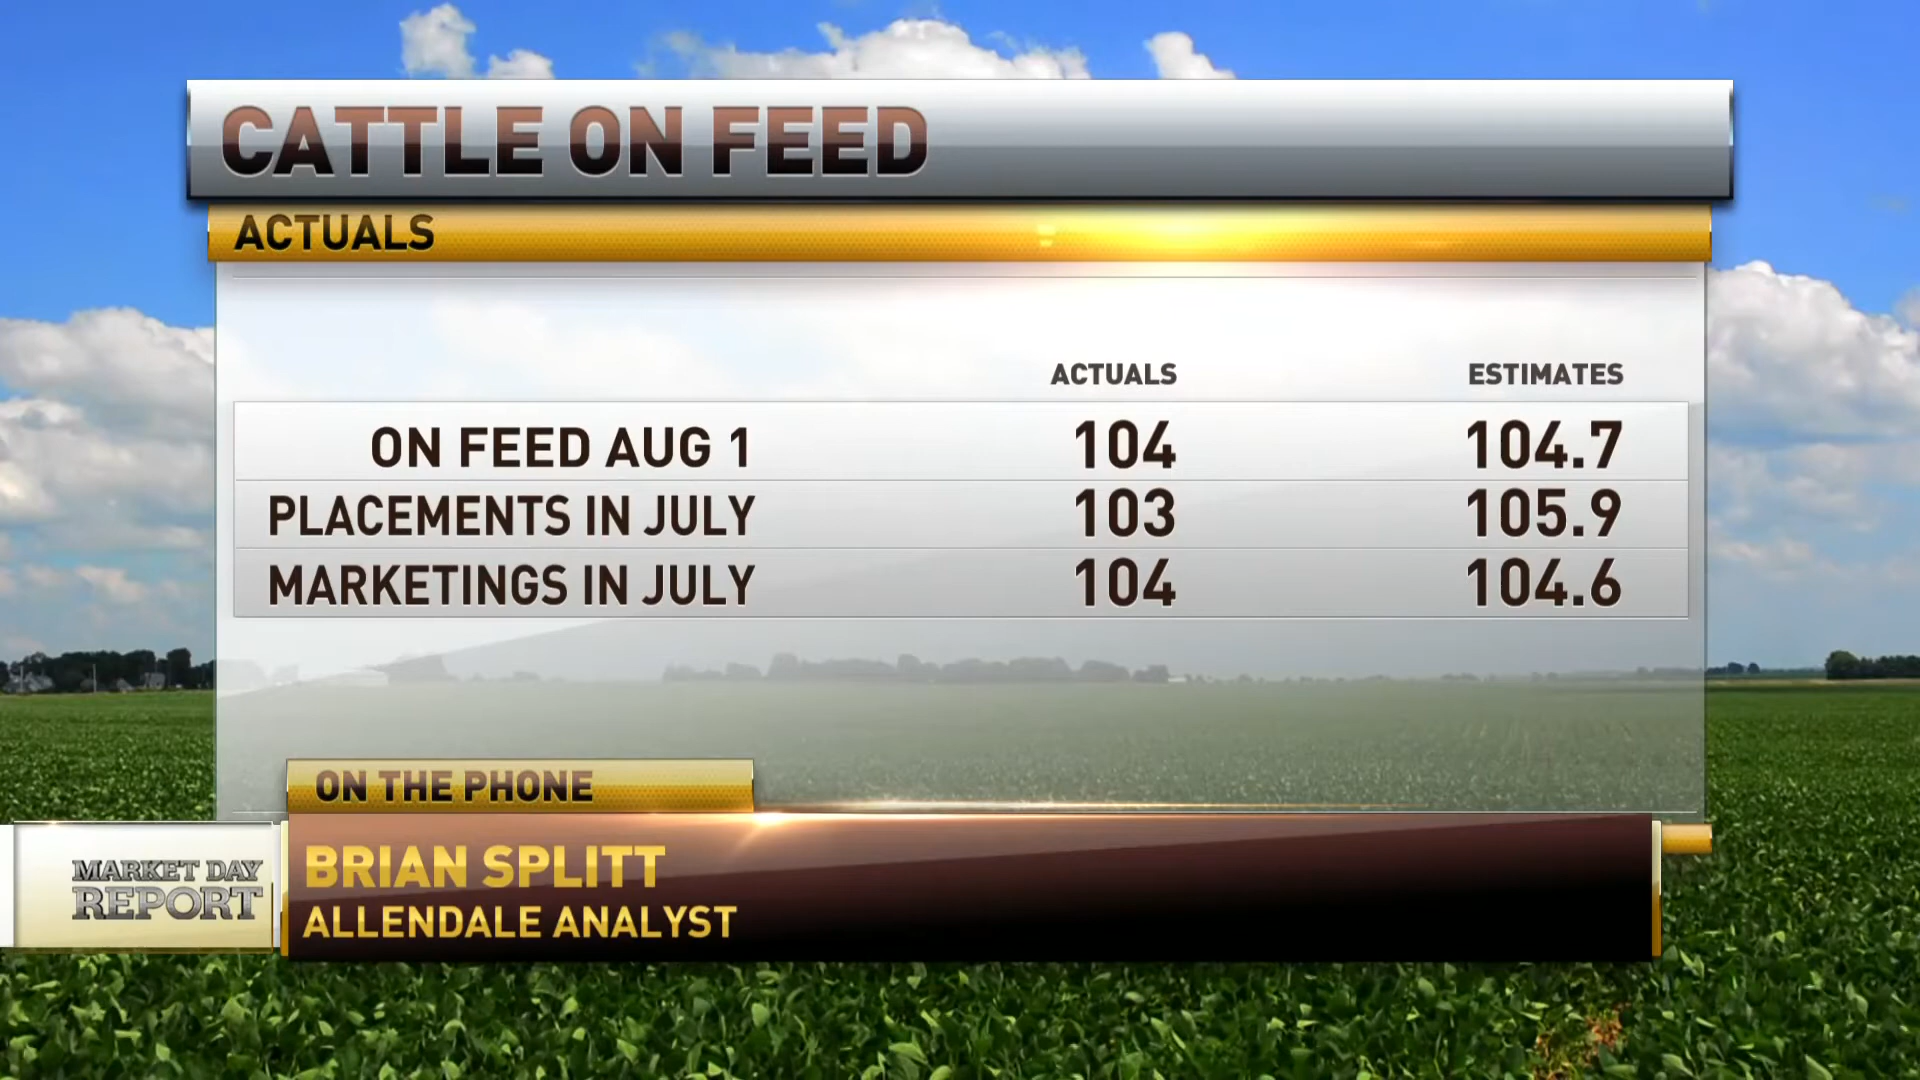 CATTLE ON FEED
ACTUALS
ACTUALS ESTIMATES
ON FEED AUG 1 104 104.7
PLACEMENTS IN JULY 103 105.9
MARKETINGS IN JULY 104 104.6
ON THE PHONE
MARKET DAY
REPORT
BRIAN SPLITT
ALLENDALE ANALYST